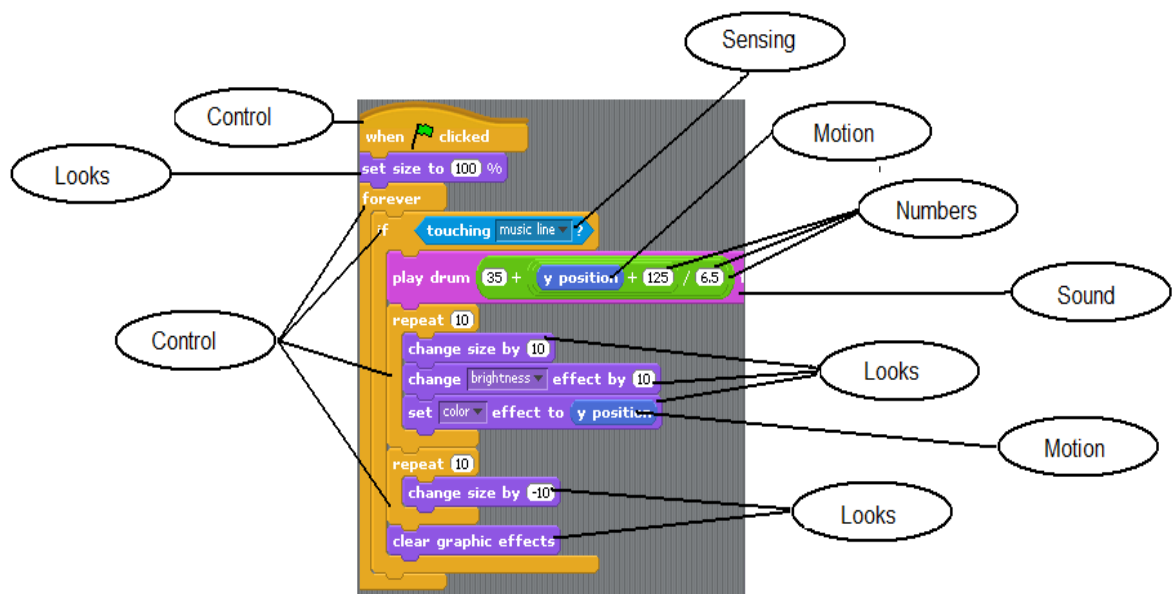 Sensing
Control
Motion
when clicked
Looks
set size to 100 %
Numbers
forever
if touching music line ?
play drum 35 + y position + 125 / 6.5
Sound
repeat 10
Control
change size by 10
Looks
change brightness effect by 10
set color effect to y position
Motion
repeat 10
change size by -10
Looks
clear graphic effects